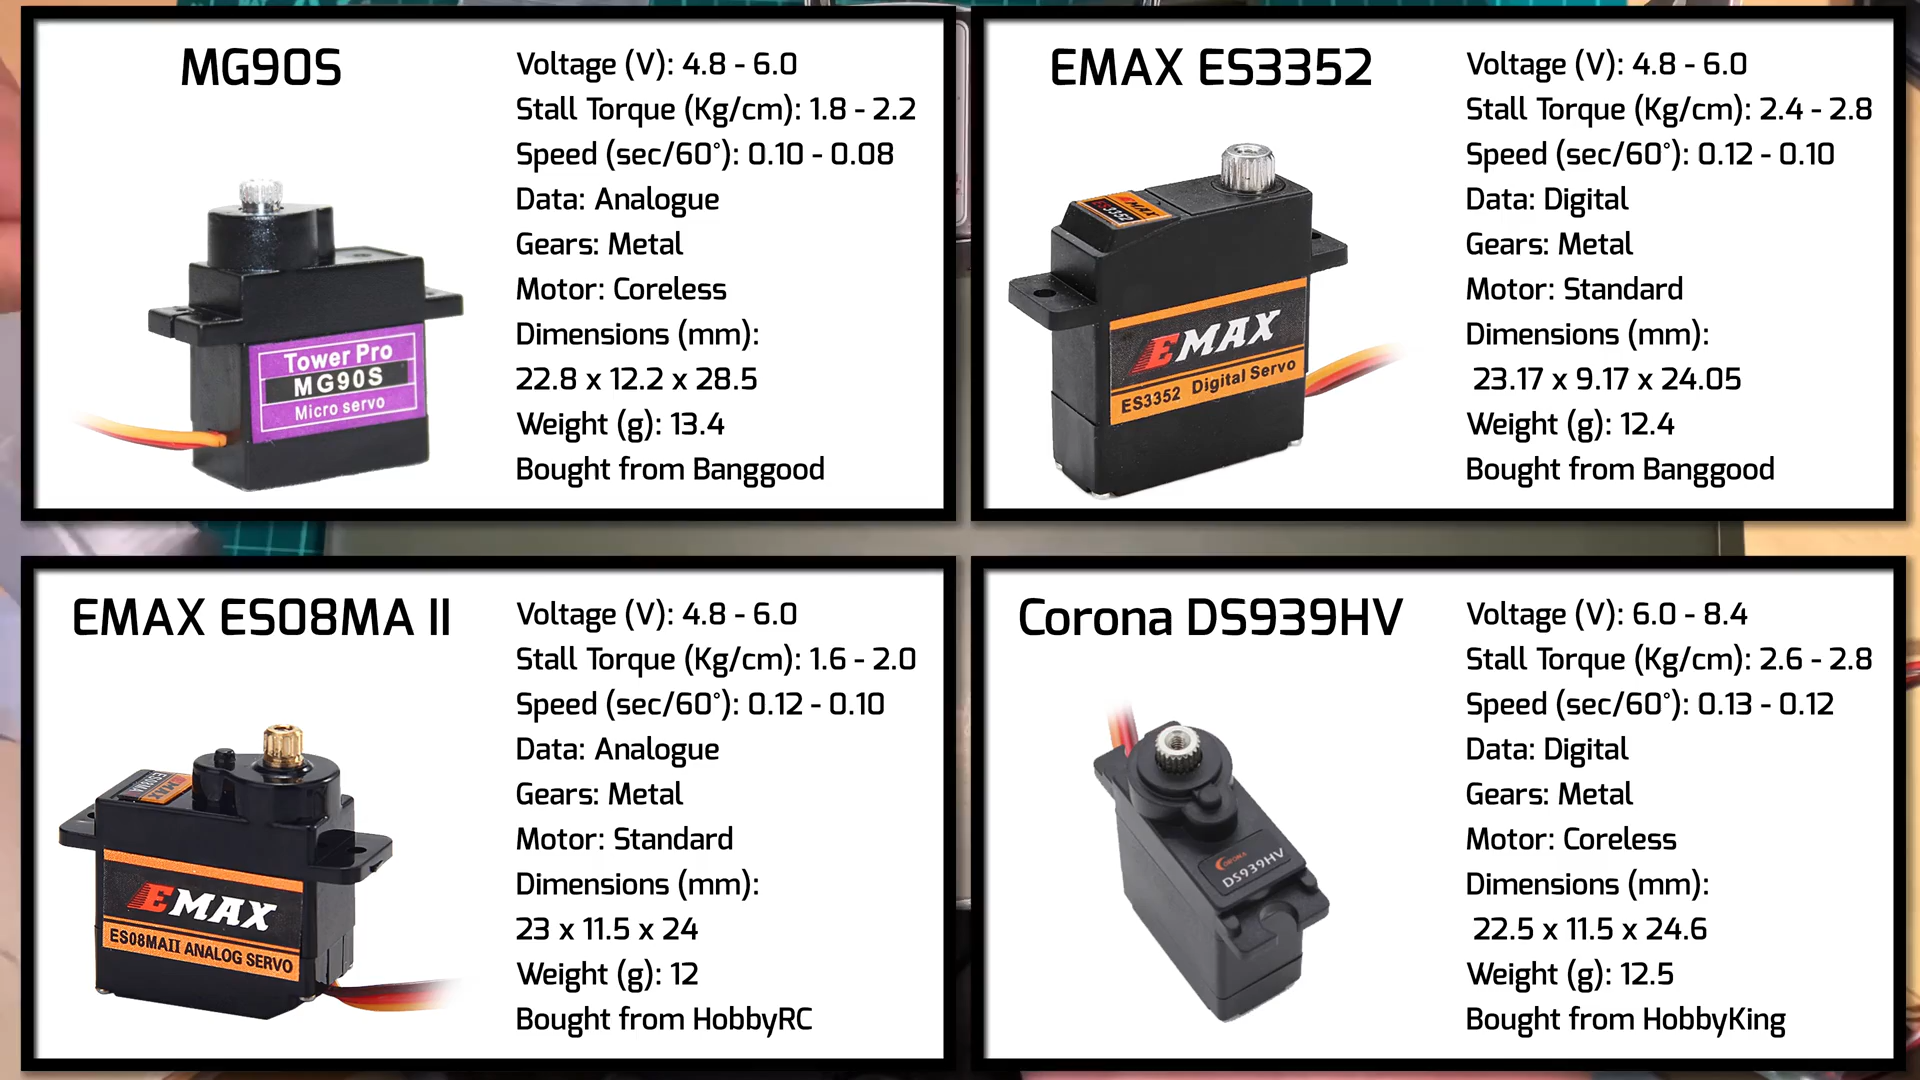 MG90S
Voltage (V): 4.8 - 6.0
Stall Torque (Kg/cm): 1.8 - 2.2
Speed (sec/60°): 0.10 - 0.08
Data: Analogue
Gears: Metal
Motor: Coreless
Dimensions (mm):
22.8 x 12.2 x 28.5
Weight (g): 13.4
Bought from Banggood
Tower Pro
MG90S
Micro servo
EMAX ES3352
Voltage (V): 4.8 - 6.0
Stall Torque (Kg/cm): 2.4 - 2.8
Speed (sec/60°): 0.12 - 0.10
Data: Digital
Gears: Metal
Motor: Standard
Dimensions (mm):
23.17 x 9.17 x 24.05
Weight (g): 12.4
Bought from Banggood
EMAX
ES3352
EMAX
ES3352 Digital Servo
EMAX ES08MA II
Voltage (V): 4.8 - 6.0
Stall Torque (Kg/cm): 1.6 - 2.0
Speed (sec/60°): 0.12 - 0.10
Data: Analogue
Gears: Metal
Motor: Standard
Dimensions (mm):
23 x 11.5 x 24
Weight (g): 12
Bought from HobbyRC
ES08MA
EMAX
EMAX
ES08MAII ANALOG SERVO
Corona DS939HV
Voltage (V): 6.0 - 8.4
Stall Torque (Kg/cm): 2.6 - 2.8
Speed (sec/60°): 0.13 - 0.12
Data: Digital
Gears: Metal
Motor: Coreless
Dimensions (mm):
22.5 x 11.5 x 24.6
Weight (g): 12.5
Bought from HobbyKing
CORONA
DS939HV